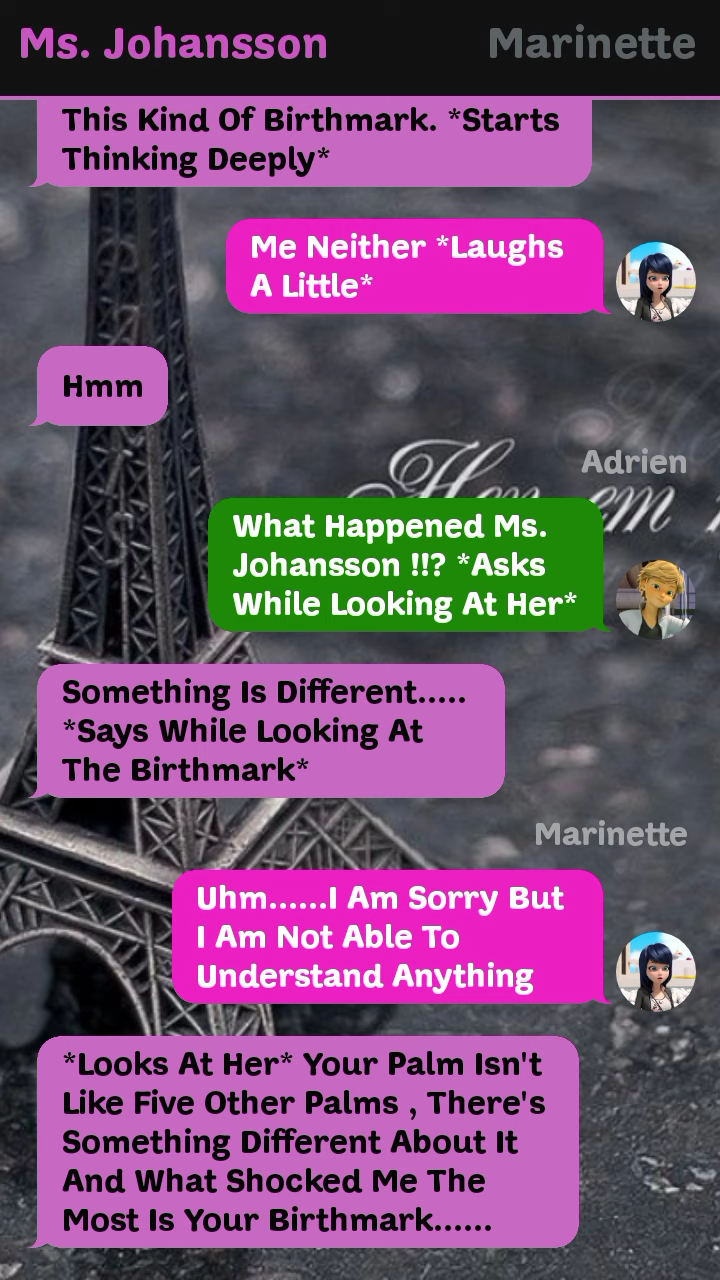 Ms. Johansson
Marinette
This Kind Of Birthmark. *Starts
Thinking Deeply*
Me Neither *Laughs
A Little*
Hmm
Adrien
What Happened Ms.
Johansson !!? *Asks
While Looking At Her*
Something Is Different.....
*Says While Looking At
The Birthmark*
Marinette
Uhm......I Am Sorry But
I Am Not Able To
Understand Anything
*Looks At Her* Your Palm Isn't
Like Five Other Palms , There's
Something Different About It
And What Shocked Me The
Most Is Your Birthmark......